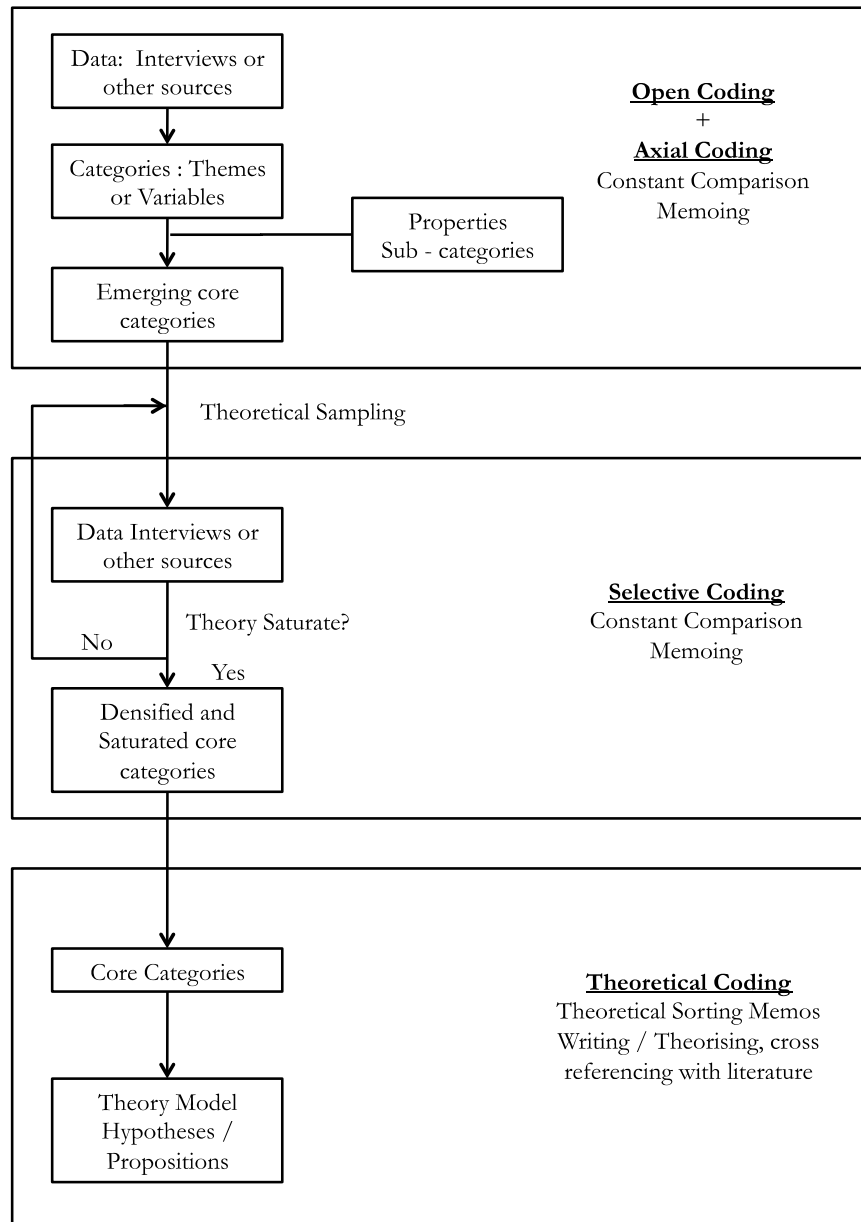 Data:  Interviews or
other sources
Open Coding
+
Axial Coding
Constant Comparison
Memoing
Categories : Themes
or Variables
Properties
Sub - categories
Emerging core
categories
Theoretical Sampling
Data Interviews or
other sources
Selective Coding
Constant Comparison
Memoing
Theory Saturate?
No
Yes
Densified and
Saturated core
categories
Core Categories
Theoretical Coding
Theoretical Sorting Memos
Writing / Theorising, cross
referencing with literature
Theory Model
Hypotheses /
Propositions